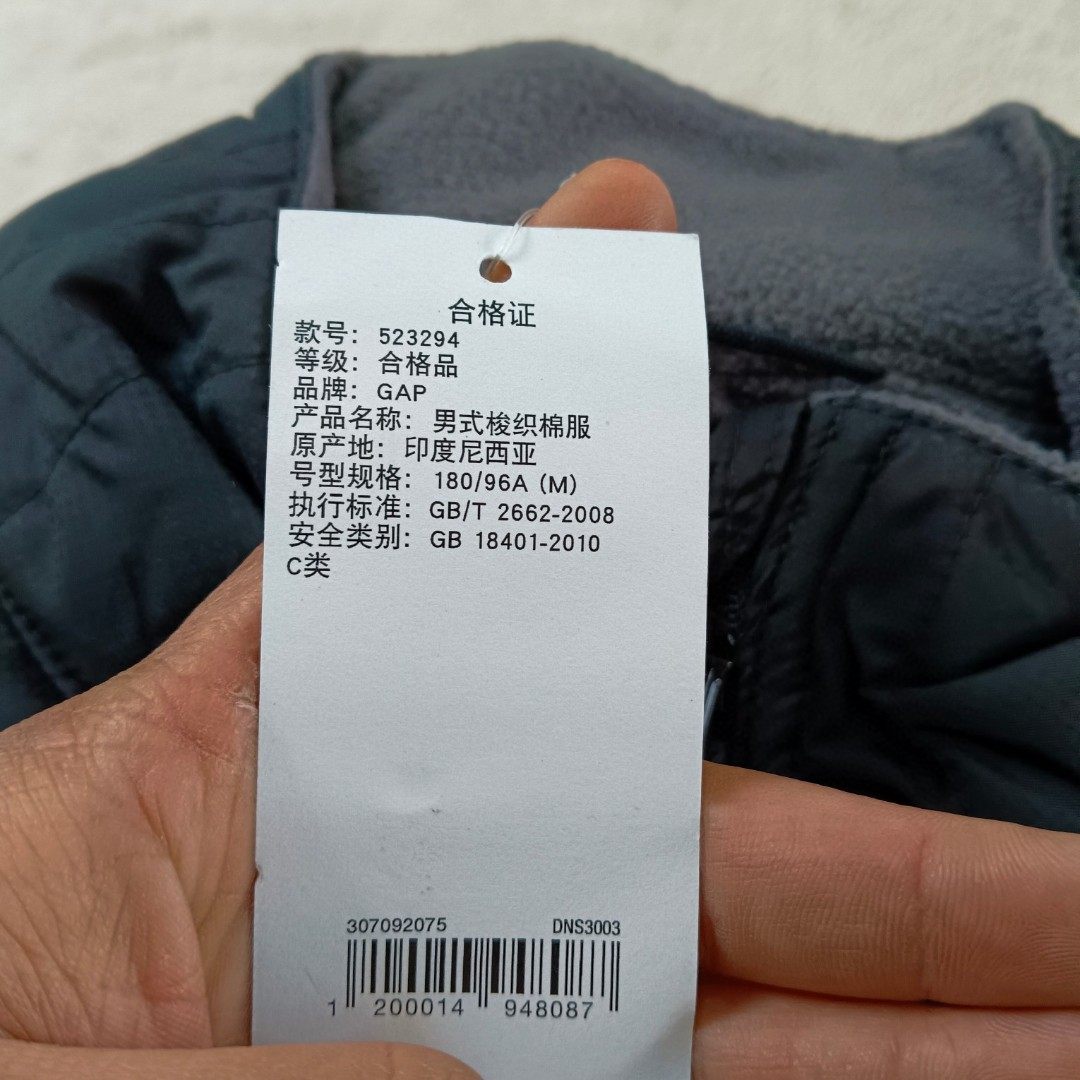 合格证
款号: 523294
等级: 合格品
品牌: GAP
产品名称: 男式梭织棉服
原产地: 印度尼西亚
号型规格: 180/96A (M)
执行标准: GB/T 2662-2008
安全类别: GB 18401-2010
C类
307092075 DNS3003
1 200014 948087